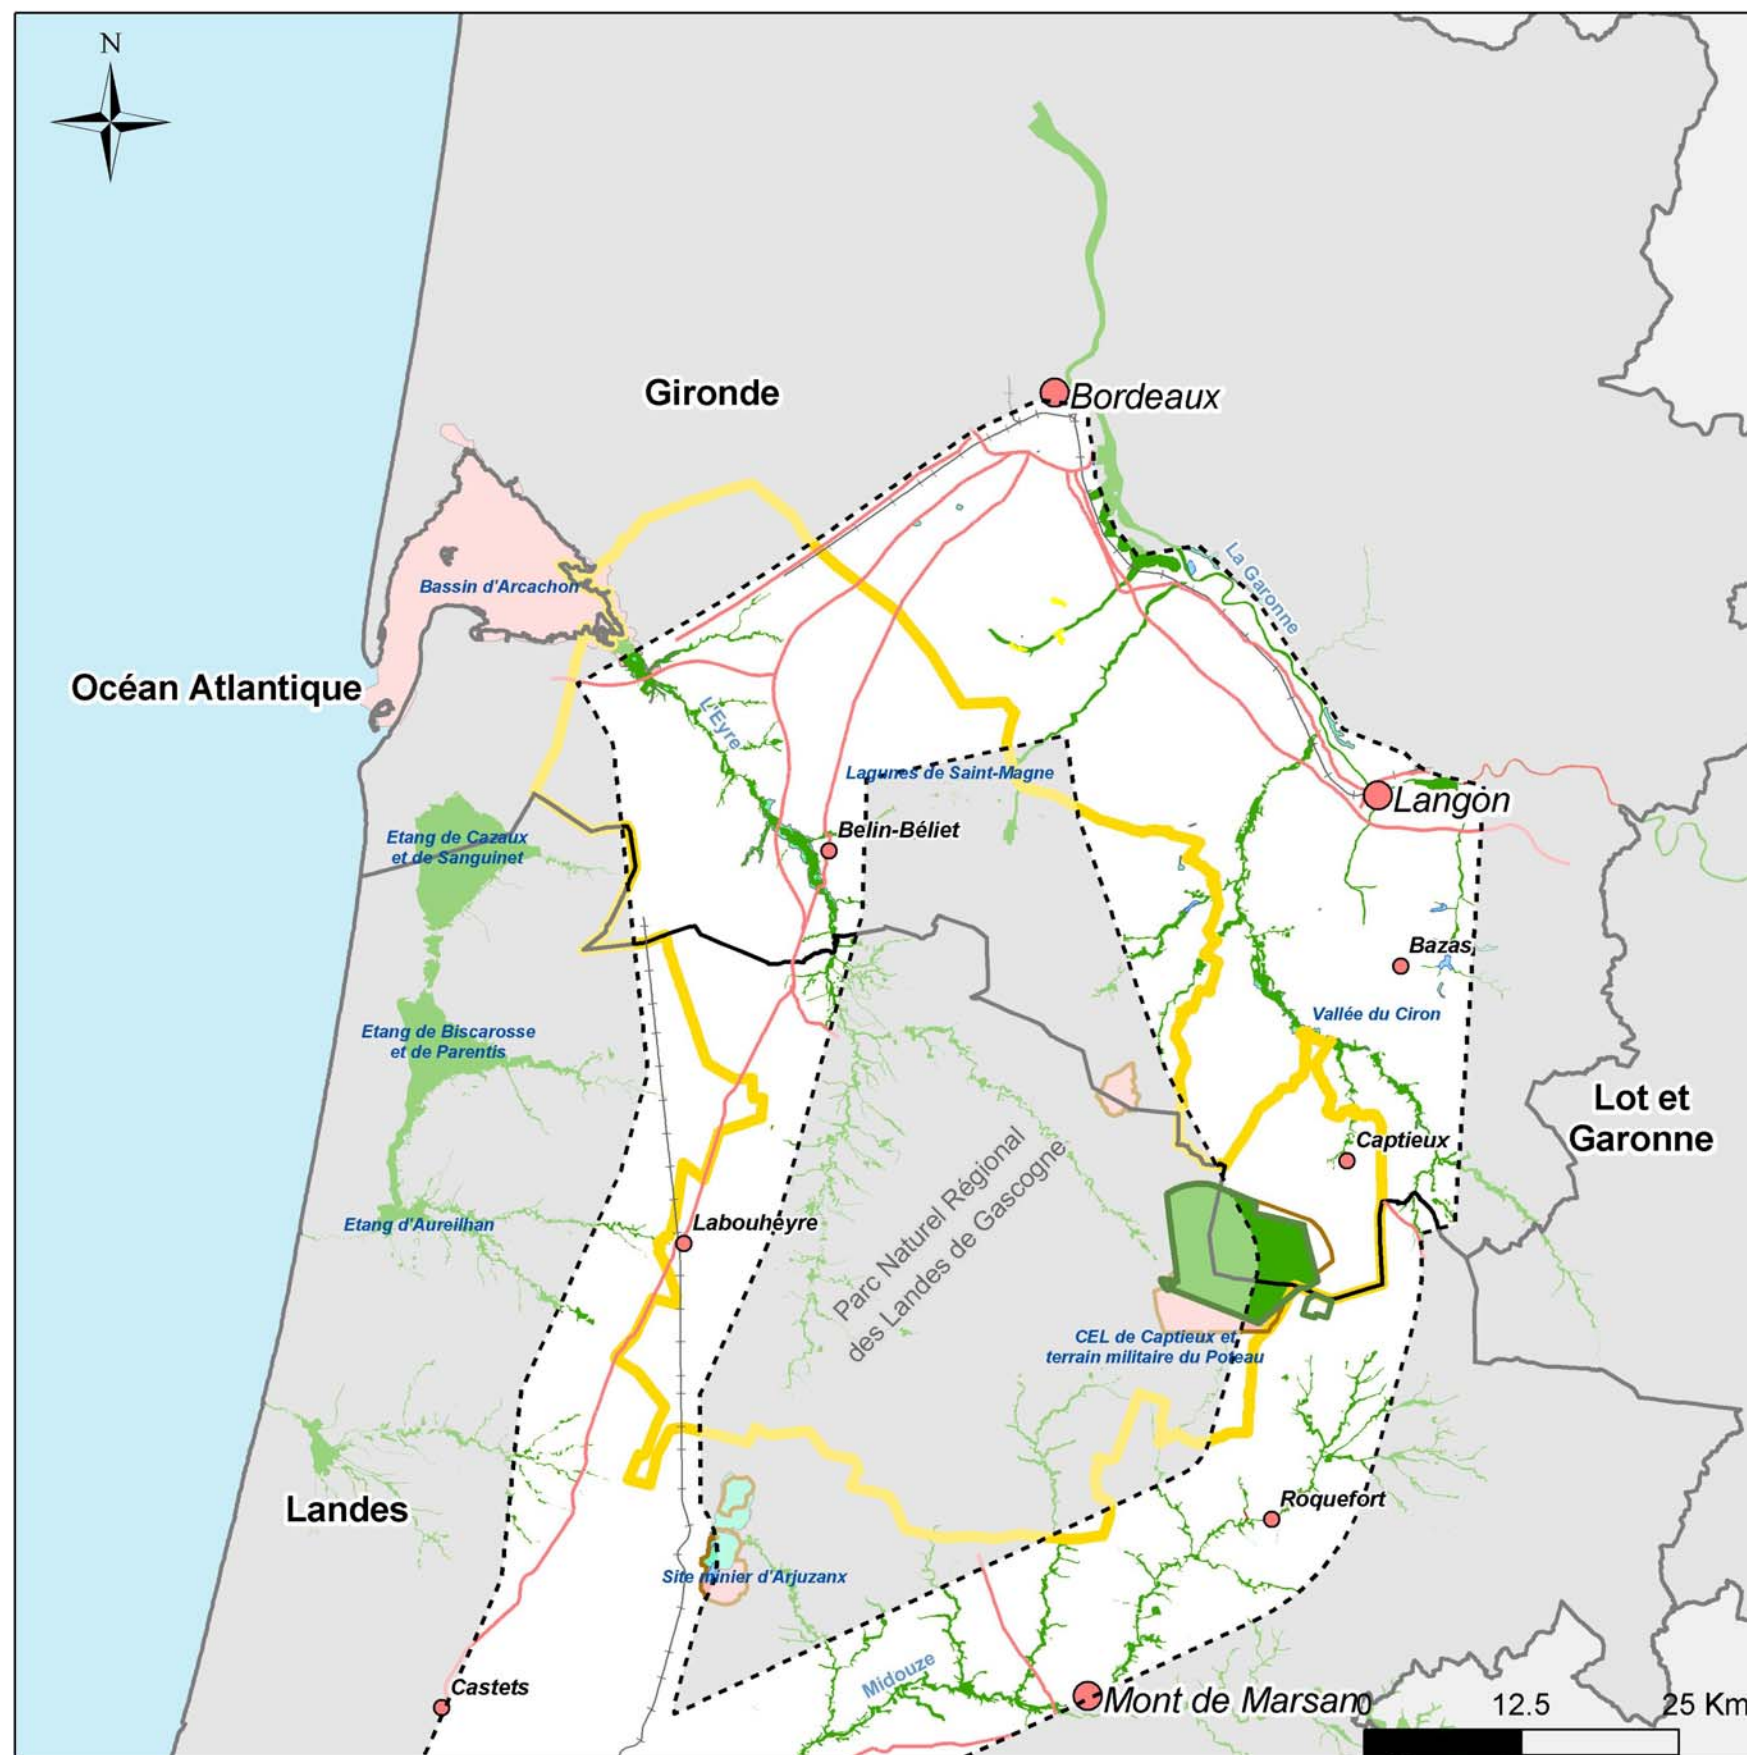 N
Gironde
Bordeaux
Bassin d'Arcachon
La Garonne
Océan Atlantique
L'Eyre
Lagunes de Saint-Magne
Langon
Etang de Cazaux
et de Sanguinet
Belin-Béliet
Bazas
Vallée du Ciron
Etang de Biscarosse
et de Parentis
Lot et
Garonne
Captieux
Parc Naturel Régional
des Landes de Gascogne
Etang d'Aureilhan
Labouheyre
CEL de Captieux et
terrain militaire du Poteau
Landes
Roquefort
Site minier d'Arjuzanx
Midouze
Castets
Mont de Marsan
0 12.5 25 Km